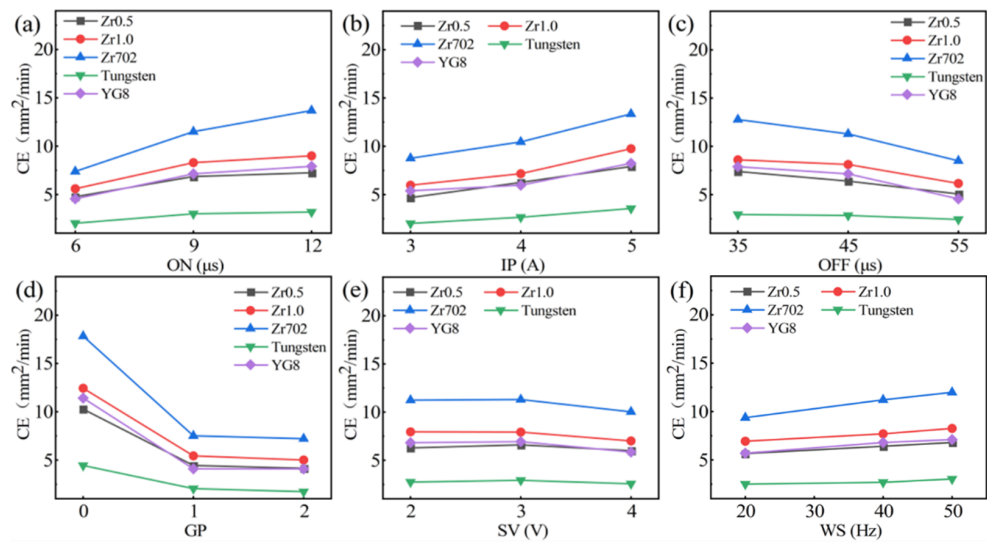 (a)
Zr0.5
Zr1.0
Zr702
Tungsten
YG8
CE（mm²/min)
20
15
10
5
6 9 12
ON (μs)
(b)
Zr0.5 Zr1.0
Zr702 Tungsten
YG8
CE（mm²/min)
20
15
10
5
3 4 5
IP (A)
(c)
Zr0.5
Zr1.0
Zr702
Tungsten
YG8
CE（mm²/min)
20
15
10
5
35 45 55
OFF (μs)
(d)
Zr0.5
Zr1.0
Zr702
Tungsten
YG8
CE（mm²/min)
20
15
10
5
0 1 2
GP
(e)
Zr0.5 Zr1.0
Zr702 Tungsten
YG8
CE（mm²/min)
20
15
10
5
2 3 4
SV (V)
(f)
Zr0.5 Zr1.0
Zr702 Tungsten
YG8
CE（mm²/min)
20
15
10
5
20 30 40 50
WS (Hz)